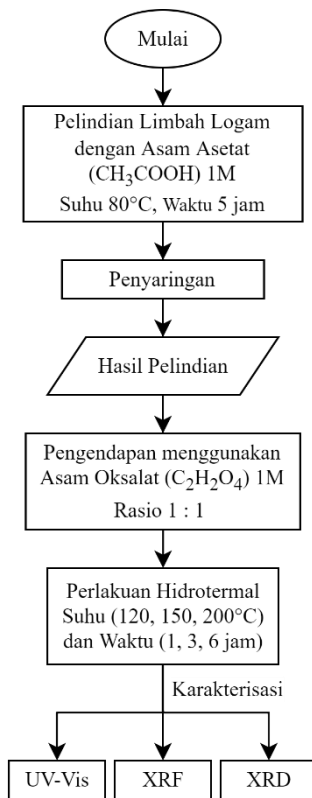 Mulai
Pelindian Limbah Logam
dengan Asam Asetat
(CH₃COOH) 1M
Suhu 80°C, Waktu 5 jam
Penyaringan
Hasil Pelindian
Pengendapan menggunakan
Asam Oksalat (C₂H₂O₄) 1M
Rasio 1 : 1
Perlakuan Hidrotermal
Suhu (120, 150, 200°C)
dan Waktu (1, 3, 6 jam)
Karakterisasi
UV-Vis
XRF
XRD